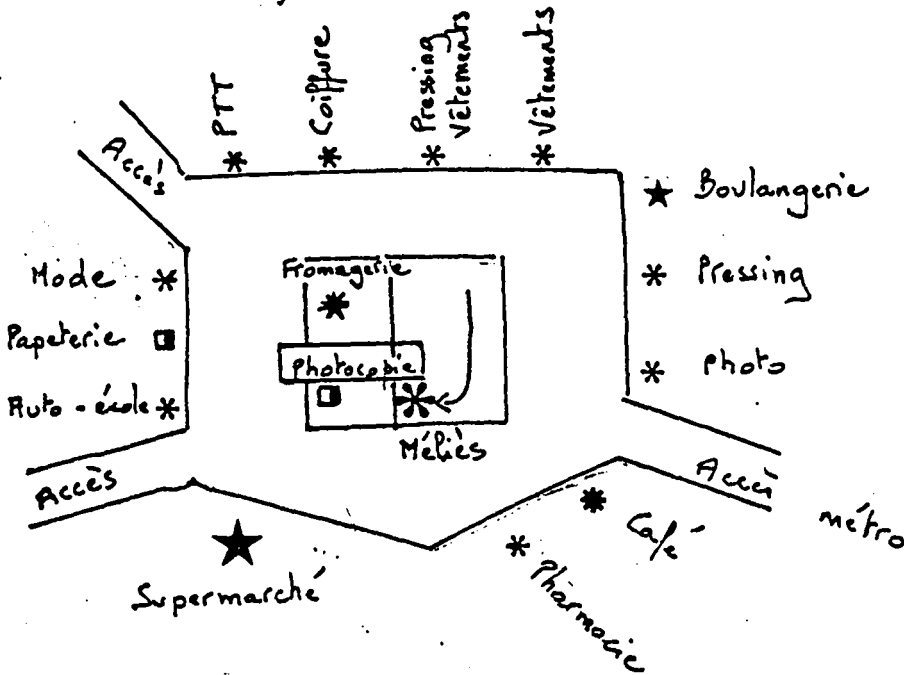 PTT
Coiffure
Pressing
Vêtements
Vêtements
Accès
Boulangerie
Mode
Fromagerie
Pressing
Papeterie
Photocopie
Photo
Auto-école
Méliès
Accès
Accès
métro
Café
Supermarché
Pharmacie